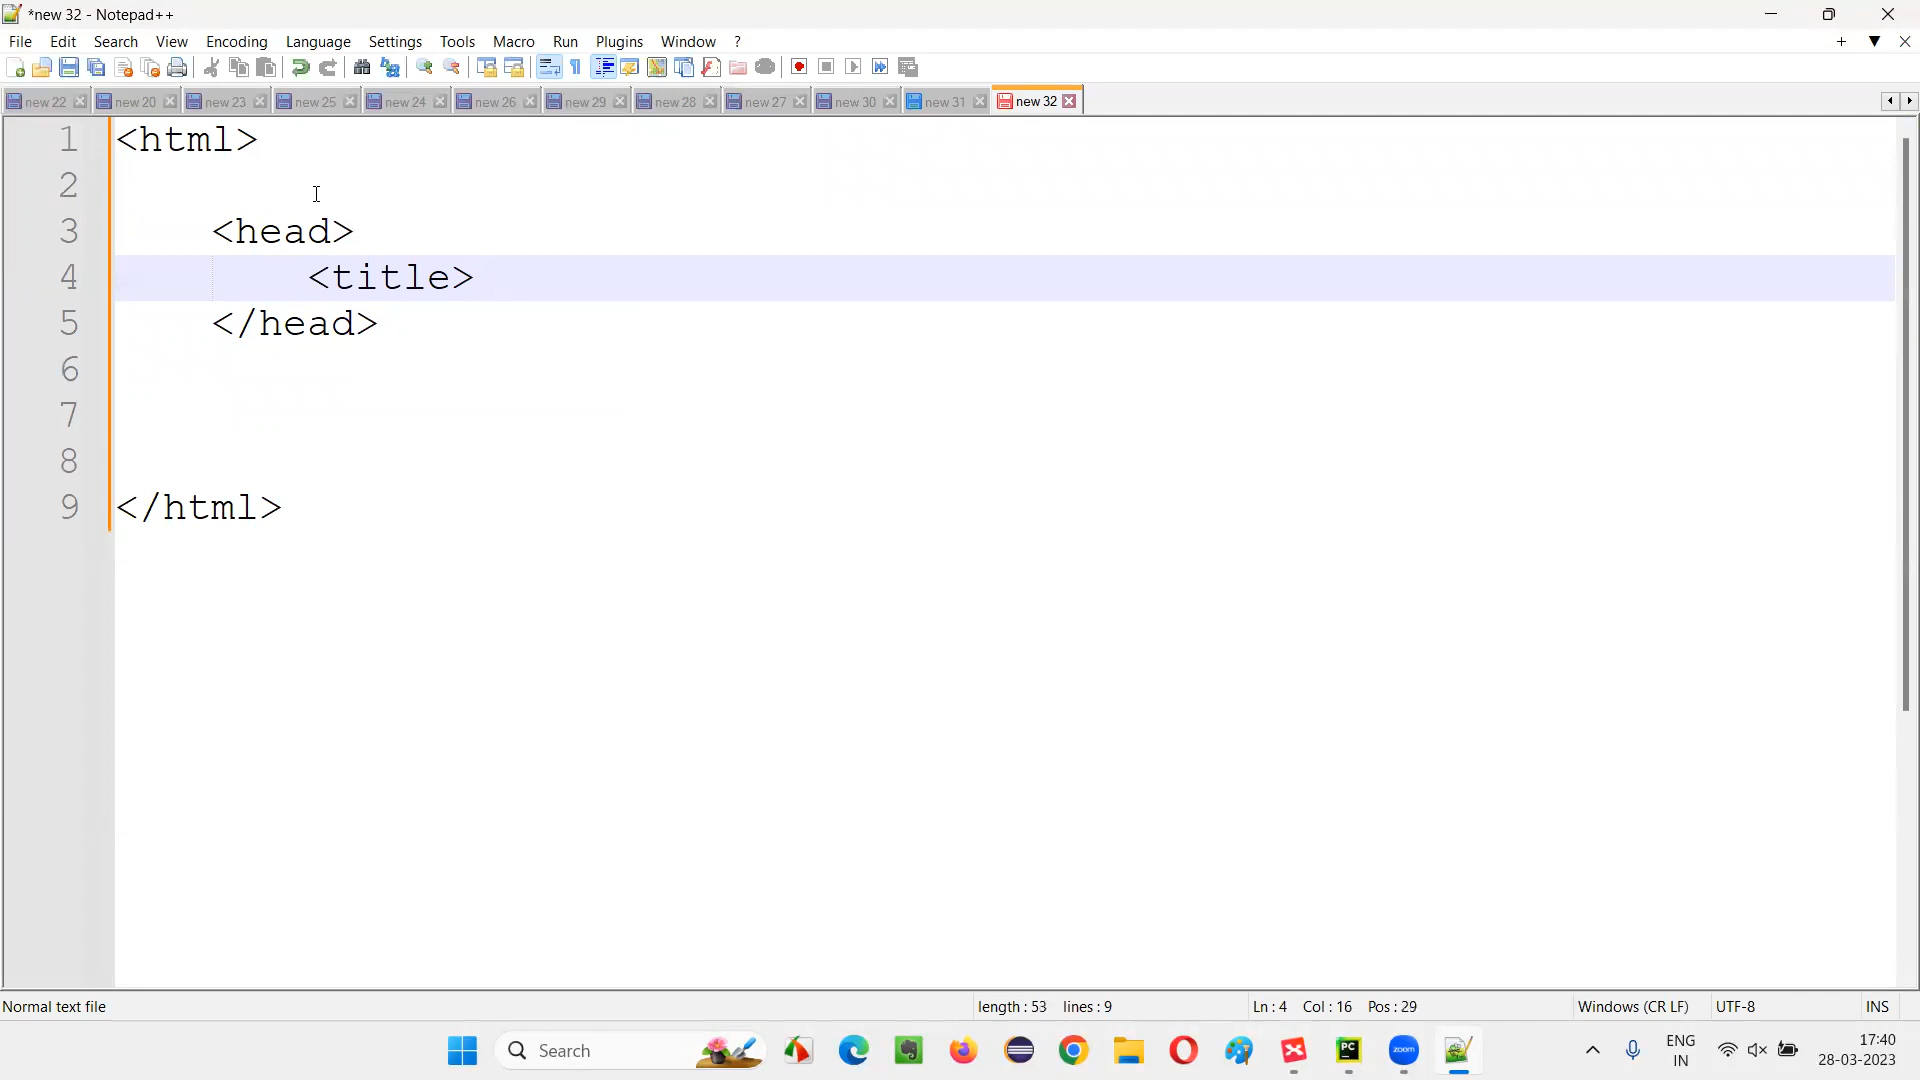 *new 32 - Notepad++
File Edit Search View Encoding Language Settings Tools Macro Run Plugins Window ?
new 22 new 20 new 23 new 25 new 24 new 26 new 29 new 28 new 27 new 30 new 31 new 32
1 <html>
2
3 <head>
4 <title>
5 </head>
6
7
8
9 </html>
Normal text file length : 53 lines : 9 Ln : 4 Col : 16 Pos : 29 Windows (CR LF) UTF-8 INS
Search PC zoom ENG 17:40
IN 28-03-2023